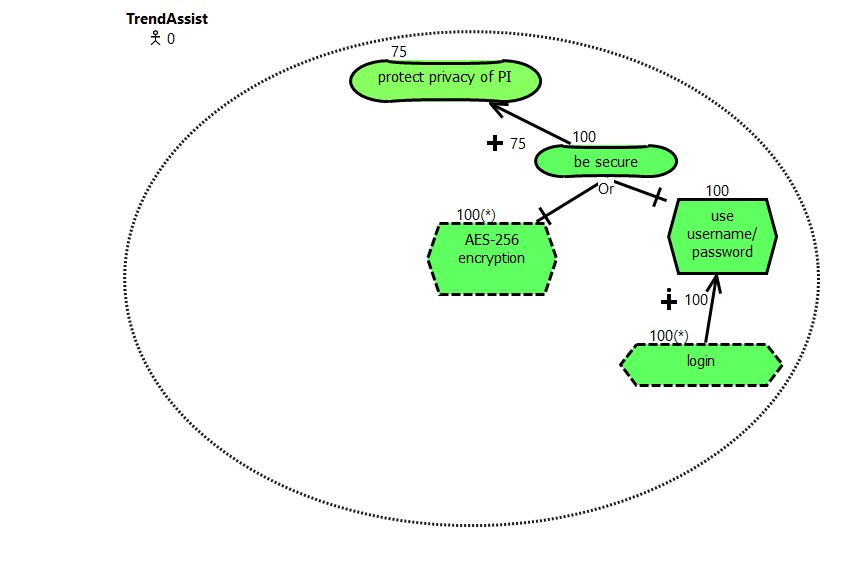 TrendAssist
0
75
protect privacy of PI
75
100
be secure
Or
100(*)
AES-256
encryption
100
use
username/
password
100
100(*)
login